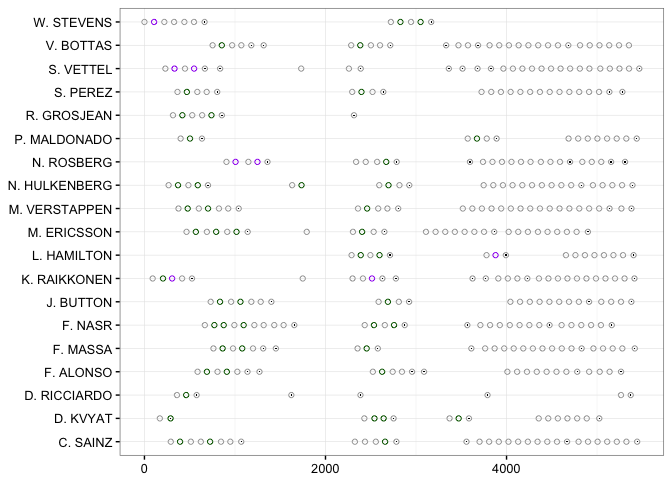 W. STEVENS
V. BOTTAS
S. VETTEL
S. PEREZ
R. GROSJEAN
P. MALDONADO
N. ROSBERG
N. HULKENBERG
M. VERSTAPPEN
M. ERICSSON
L. HAMILTON
K. RAIKKONEN
J. BUTTON
F. NASR
F. MASSA
F. ALONSO
D. RICCIARDO
D. KVYAT
C. SAINZ
0 2000 4000